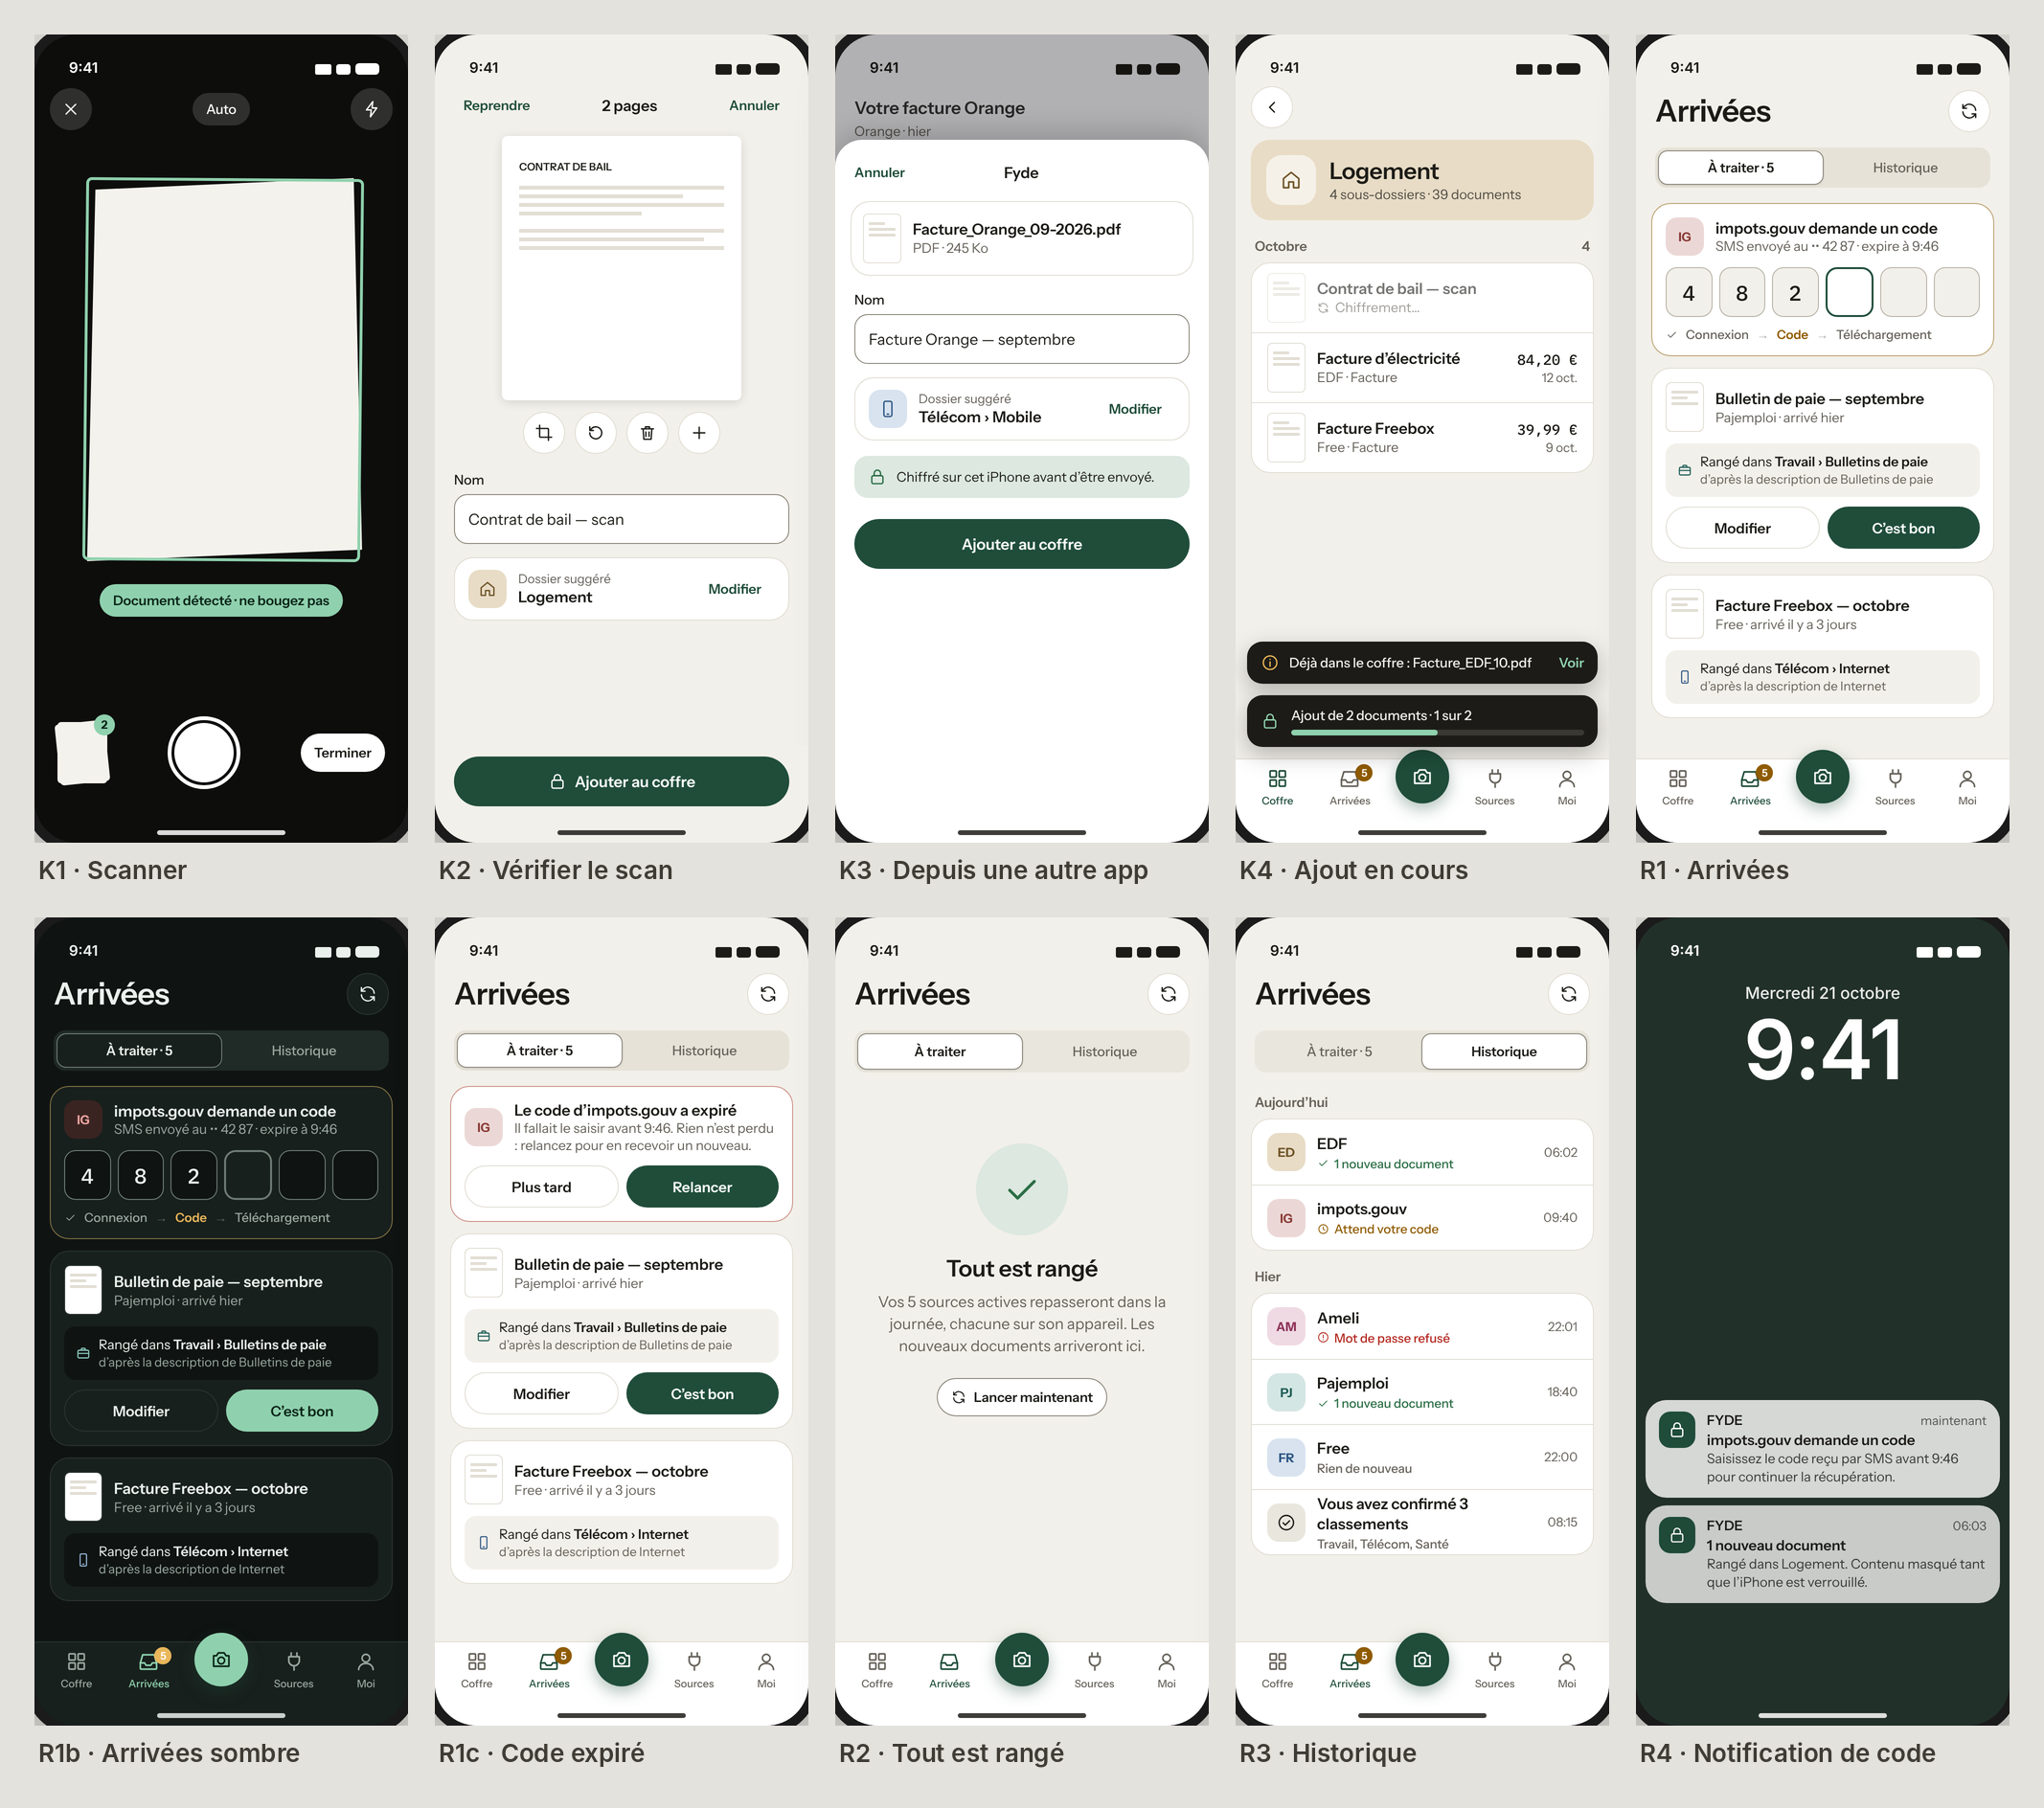 9:41
Auto
Document détecté · ne bougez pas
2
Terminer
K1 · Scanner
9:41
Reprendre
2 pages
Annuler
CONTRAT DE BAIL
Nom
Contrat de bail — scan
Dossier suggéré
Logement
Modifier
Ajouter au coffre
K2 · Vérifier le scan
9:41
Votre facture Orange
Orange · hier
Annuler
Fyde
Facture_Orange_09-2026.pdf
PDF · 245 Ko
Nom
Facture Orange — septembre
Dossier suggéré
Télécom › Mobile
Modifier
Chiffré sur cet iPhone avant d'être envoyé.
Ajouter au coffre
K3 · Depuis une autre app
9:41
Logement
4 sous-dossiers · 39 documents
Octobre
4
Contrat de bail — scan
Chiffrement…
Facture d'électricité
84,20 €
EDF · Facture
12 oct.
Facture Freebox
39,99 €
Free · Facture
9 oct.
Déjà dans le coffre : Facture_EDF_10.pdf
Voir
Ajout de 2 documents · 1 sur 2
Coffre
5
Arrivées
Sources
Moi
K4 · Ajout en cours
9:41
Arrivées
À traiter · 5
Historique
IG
impots.gouv demande un code
SMS envoyé au •• 42 87 · expire à 9:46
4 8 2
Connexion → Code → Téléchargement
Bulletin de paie — septembre
Pajemploi · arrivé hier
Rangé dans Travail › Bulletins de paie
d'après la description de Bulletins de paie
Modifier
C'est bon
Facture Freebox — octobre
Free · arrivé il y a 3 jours
Rangé dans Télécom › Internet
d'après la description de Internet
Coffre
5
Arrivées
Sources
Moi
R1 · Arrivées
9:41
Arrivées
À traiter · 5
Historique
IG
impots.gouv demande un code
SMS envoyé au •• 42 87 · expire à 9:46
4 8 2
Connexion → Code → Téléchargement
Bulletin de paie — septembre
Pajemploi · arrivé hier
Rangé dans Travail › Bulletins de paie
d'après la description de Bulletins de paie
Modifier
C'est bon
Facture Freebox — octobre
Free · arrivé il y a 3 jours
Rangé dans Télécom › Internet
d'après la description de Internet
Coffre
5
Arrivées
Sources
Moi
R1b · Arrivées sombre
9:41
Arrivées
À traiter · 5
Historique
IG
Le code d'impots.gouv a expiré
Il fallait le saisir avant 9:46. Rien n'est perdu
: relancez pour en recevoir un nouveau.
Plus tard
Relancer
Bulletin de paie — septembre
Pajemploi · arrivé hier
Rangé dans Travail › Bulletins de paie
d'après la description de Bulletins de paie
Modifier
C'est bon
Facture Freebox — octobre
Free · arrivé il y a 3 jours
Rangé dans Télécom › Internet
d'après la description de Internet
Coffre
5
Arrivées
Sources
Moi
R1c · Code expiré
9:41
Arrivées
À traiter
Historique
Tout est rangé
Vos 5 sources actives repasseront dans la
journée, chacune sur son appareil. Les
nouveaux documents arriveront ici.
Lancer maintenant
Coffre
Arrivées
Sources
Moi
R2 · Tout est rangé
9:41
Arrivées
À traiter · 5
Historique
Aujourd'hui
ED
EDF
1 nouveau document
06:02
IG
impots.gouv
Attend votre code
09:40
Hier
AM
Ameli
Mot de passe refusé
22:01
PJ
Pajemploi
1 nouveau document
18:40
FR
Free
Rien de nouveau
22:00
Vous avez confirmé 3
classements
Travail, Télécom, Santé
08:15
Coffre
5
Arrivées
Sources
Moi
R3 · Historique
9:41
Mercredi 21 octobre
9:41
FYDE
maintenant
impots.gouv demande un code
Saisissez le code reçu par SMS avant 9:46
pour continuer la récupération.
FYDE
06:03
1 nouveau document
Rangé dans Logement. Contenu masqué tant
que l'iPhone est verrouillé.
R4 · Notification de code